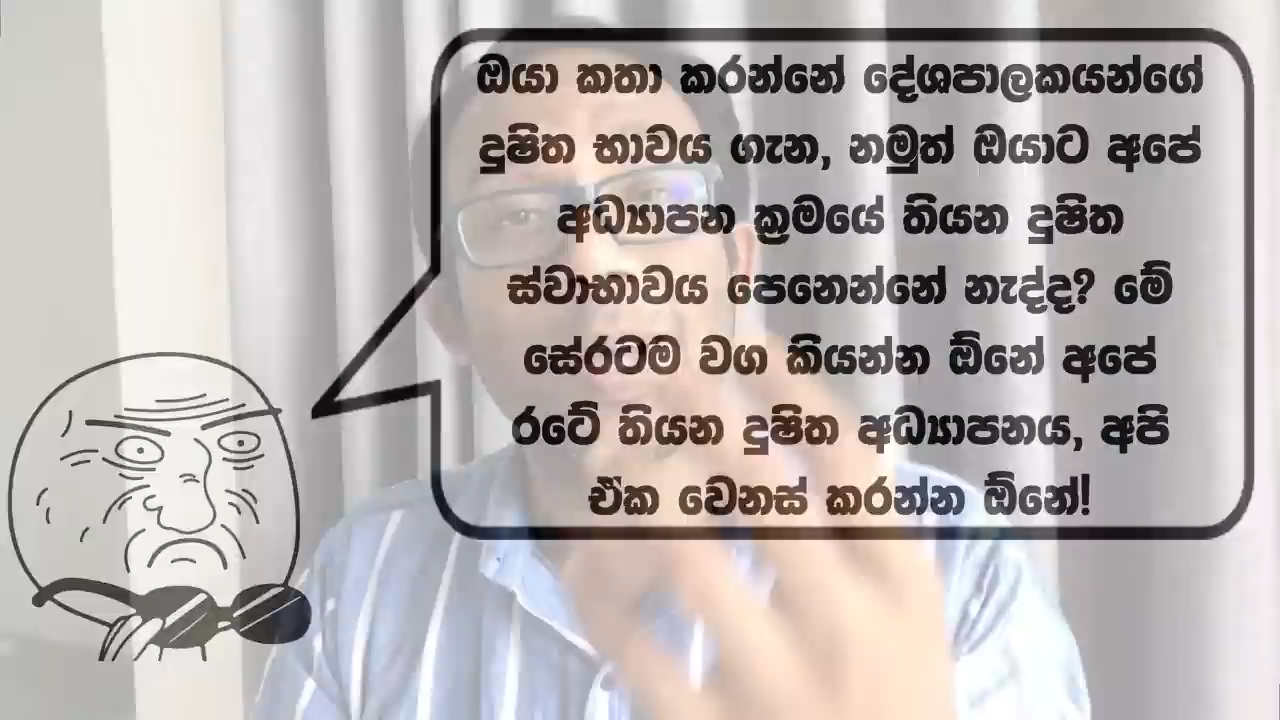 ඔයා කතා කරන්නේ දේශපාලකයන්ගේ
දුෂිත භාවය ගැන, නමුත් ඔයාට අපේ
අධ්‍යාපන ක්‍රමයේ තියන දුෂිත
ස්වාභාවය පෙනෙන්නේ නැද්ද? මේ
සේරටම වග කියන්න ඕනේ අපේ
රටේ තියන දුෂිත අධ්‍යාපනය, අපි
ඒක වෙනස් කරන්න ඕනේ!